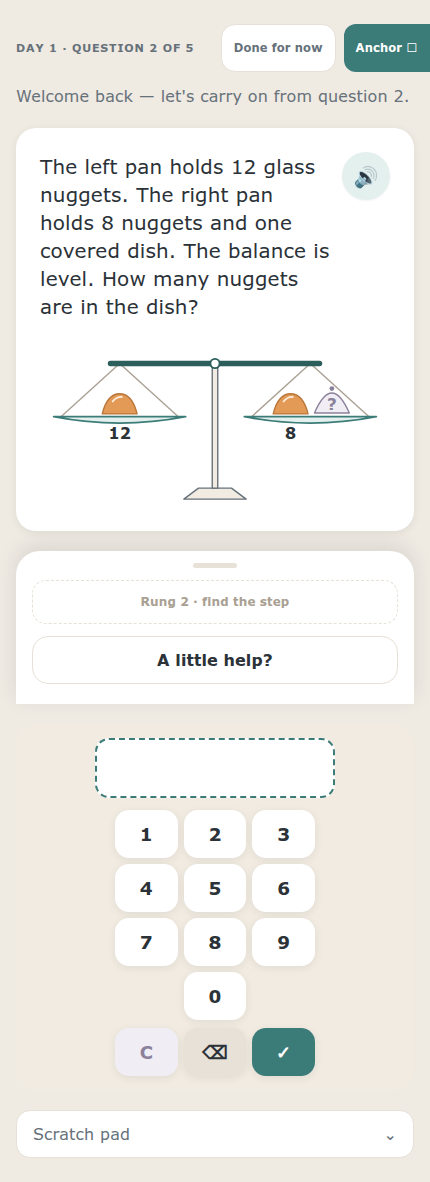 DAY 1 · QUESTION 2 OF 5
Done for now
Anchor
Welcome back — let's carry on from question 2.
The left pan holds 12 glass
nuggets. The right pan
holds 8 nuggets and one
covered dish. The balance is
level. How many nuggets
are in the dish?
?
12
8
Rung 2 · find the step
A little help?
1 2 3
4 5 6
7 8 9
0
C ⌫ ✓
Scratch pad